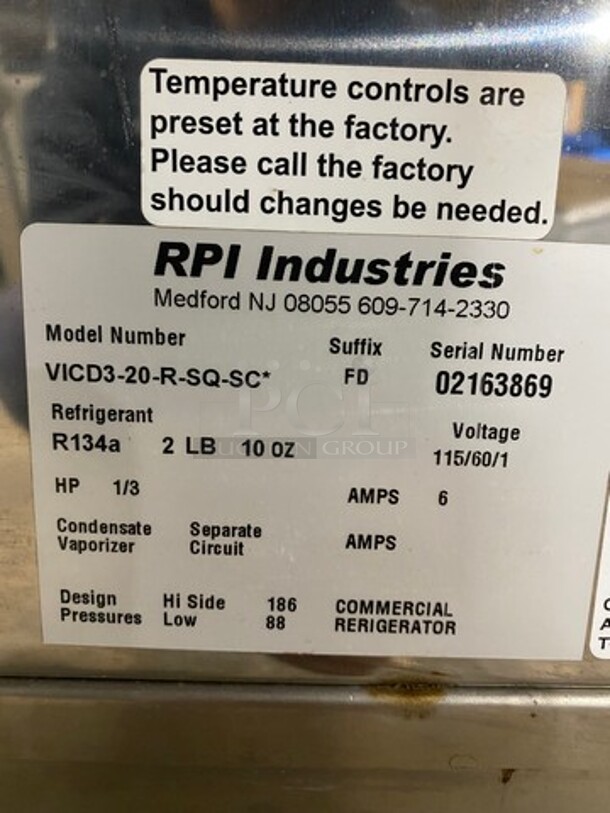 Temperature controls are
preset at the factory.
Please call the factory
should changes be needed.
RPI Industries
Medford NJ 08055 609-714-2330
Model Number Suffix Serial Number
VICD3-20-R-SQ-SC* FD 02163869
Refrigerant Voltage
R134a 2 LB 10 OZ 115/60/1
PCI
AUCTION GROUP
HP 1/3 AMPS 6
Condensate Separate
Vaporizer Circuit AMPS
Design Hi Side 186 COMMERCIAL
Pressures Low 88 RERIGERATOR